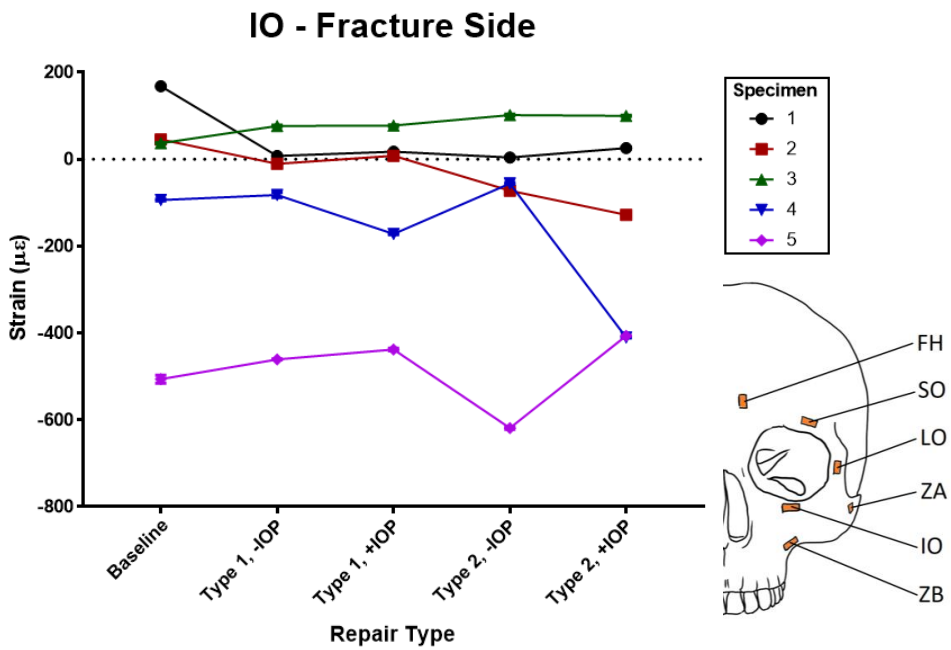 IO - Fracture Side
200
0
-200
-400
-600
-800
Strain (με)
Baseline
Type 1, -IOP
Type 1, +IOP
Type 2, -IOP
Type 2, +IOP
Repair Type
Specimen
1
2
3
4
5
FH
SO
LO
ZA
IO
ZB